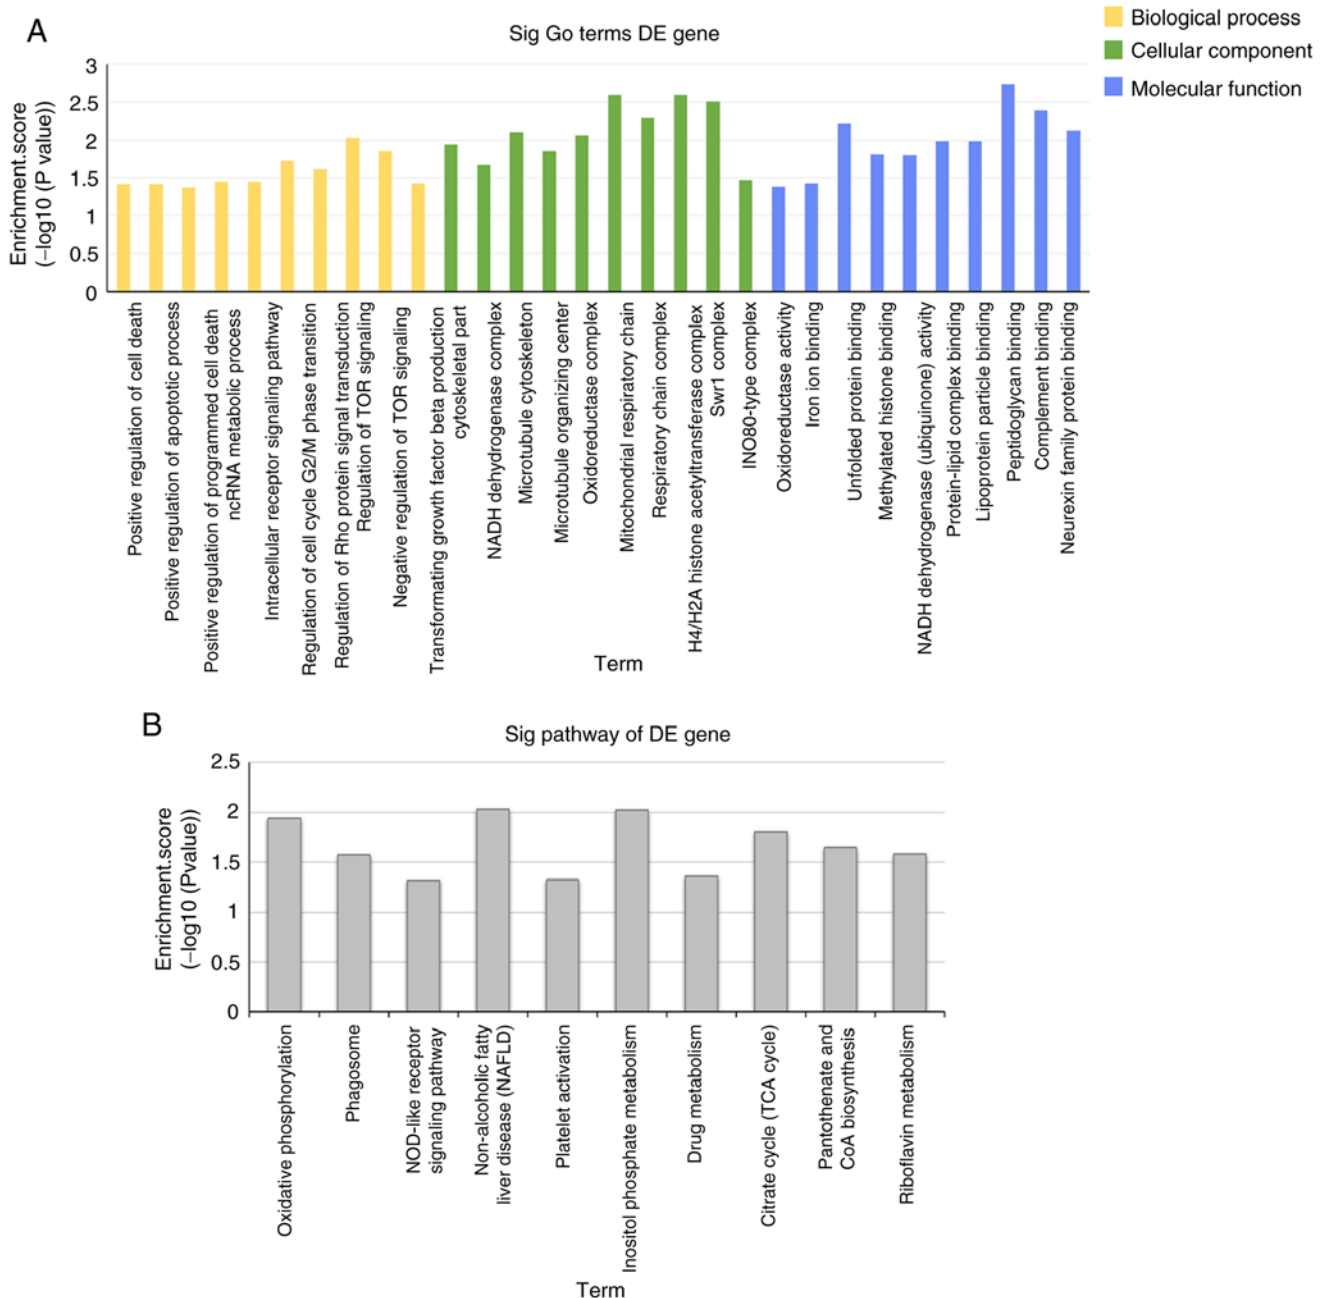 A
Sig Go terms DE gene
Biological process
Cellular component
Molecular function
Enrichment.score
(−log10 (P value))
3
2.5
2
1.5
1
0.5
0
Positive regulation of cell death
Positive regulation of apoptotic process
Positive regulation of programmed cell death
ncRNA metabolic process
Intracellular receptor signaling pathway
Regulation of cell cycle G2/M phase transition
Regulation of Rho protein signal transduction
Regulation of TOR signaling
Negative regulation of TOR signaling
Transformating growth factor beta production
cytoskeletal part
NADH dehydrogenase complex
Microtubule cytoskeleton
Microtubule organizing center
Oxidoreductase complex
Mitochondrial respiratory chain
Respiratory chain complex
H4/H2A histone acetyltransferase complex
Swr1 complex
INO80-type complex
Oxidoreductase activity
Iron ion binding
Unfolded protein binding
Methylated histone binding
NADH dehydrogenase (ubiquinone) activity
Protein-lipid complex binding
Lipoprotein particle binding
Peptidoglycan binding
Complement binding
Neurexin family protein binding
Term
B
Sig pathway of DE gene
Enrichment.score
(−log10 (Pvalue))
2.5
2
1.5
1
0.5
0
Oxidative phosphorylation
Phagosome
NOD-like receptor
signaling pathway
Non-alcoholic fatty
liver disease (NAFLD)
Platelet activation
Inositol phosphate metabolism
Drug metabolism
Citrate cycle (TCA cycle)
Pantothenate and
CoA biosynthesis
Riboflavin metabolism
Term